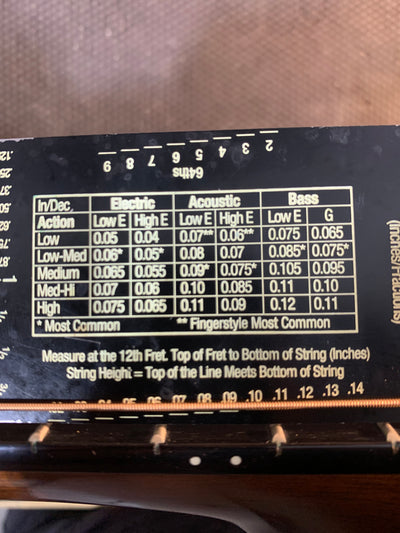 2 3 4 5 6 7 8 9
64ths
In/Dec. Electric Acoustic Bass
Action Low E High E Low E High E Low E G
Low 0.05 0.04 0.07** 0.06** 0.075 0.065
Low-Med 0.06* 0.05* 0.08 0.07 0.085* 0.075*
Medium 0.065 0.055 0.09* 0.075* 0.105 0.095
Med-Hi 0.07 0.06 0.10 0.085 0.11 0.10
High 0.075 0.065 0.11 0.09 0.12 0.11
* Most Common ** Fingerstyle Most Common
Measure at the 12th Fret. Top of Fret to Bottom of String (Inches)
String Height = Top of the Line Meets Bottom of String
.05 .06 .07 .08 .09 .10 .11 .12 .13 .14